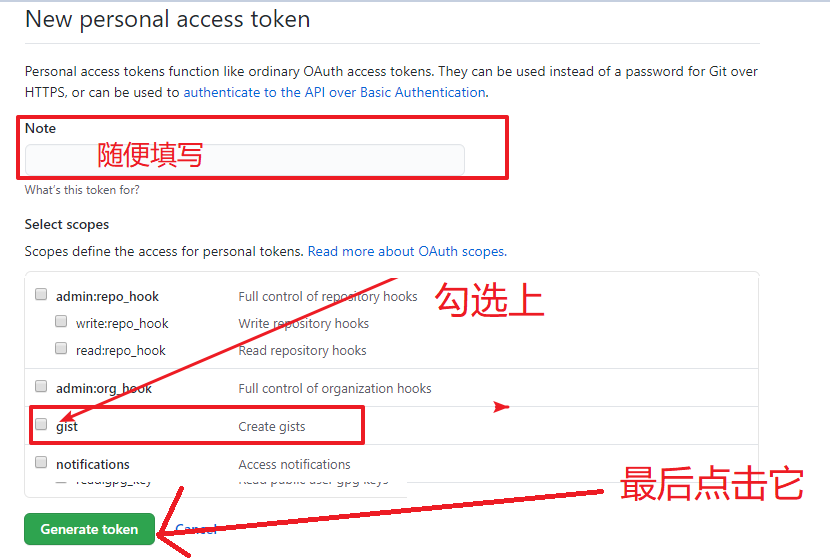 New personal access token
Personal access tokens function like ordinary OAuth access tokens. They can be used instead of a password for Git over
HTTPS, or can be used to authenticate to the API over Basic Authentication.
Note
随便填写
What's this token for?
Select scopes
Scopes define the access for personal tokens. Read more about OAuth scopes.
admin:repo_hook Full control of repository hooks
勾选上
write:repo_hook Write repository hooks
read:repo_hook Read repository hooks
admin:org_hook Full control of organization hooks
gist Create gists
notifications Access notifications
read:gpg_key Read public user gpg keys
最后点击它
Generate token Cancel